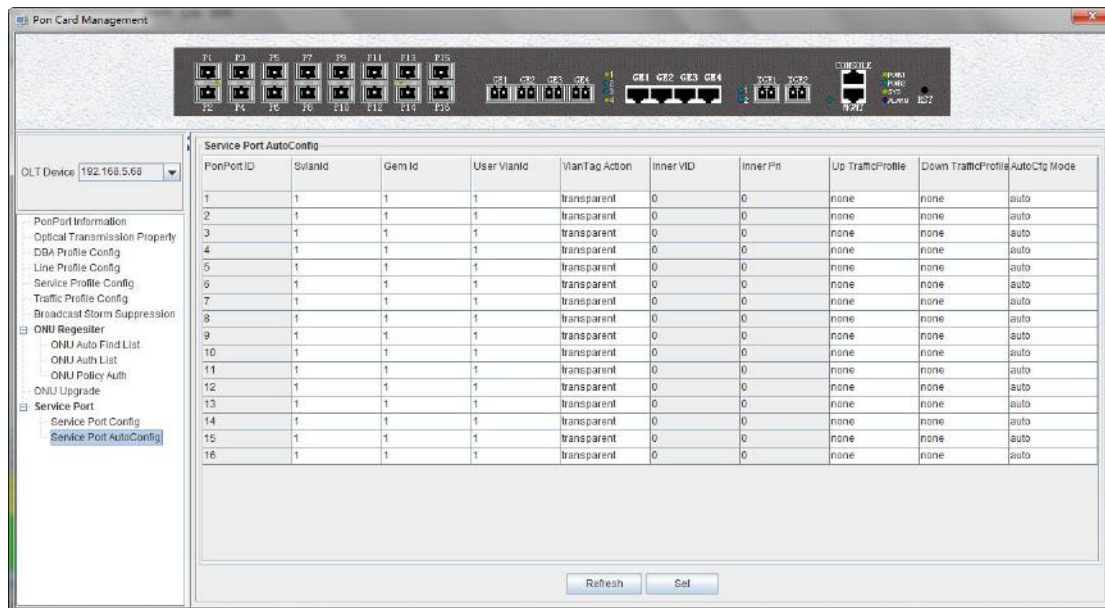 Pon Card Management
P1 P3 P5 P7 P9 P11 P13 P15
P2 P4 P6 P8 P10 P12 P14 P16
GE1 GE2 GE3 GE4
1
2
3
4
GE1 GE2 GE3 GE4
1
2
XGE1 XGE2
CONSOLE
MGMT
PWR1
PWR2
SYS
ALARM
RST
OLT Device 192.168.5.68
PonPort Information
Optical Transmission Property
DBA Profile Config
Line Profile Config
Service Profile Config
Traffic Profile Config
Broadcast Storm Suppression
ONU Regesiter
ONU Auto Find List
ONU Auth List
ONU Policy Auth
ONU Upgrade
Service Port
Service Port Config
Service Port AutoConfig
Service Port AutoConfig
PonPort ID Svlanld Gem Id User Vlanld VlanTag Action Inner VID Inner Pri Up TrafficProfile Down TrafficProfile AutoCfg Mode
1 1 1 1 transparent 0 0 none none auto
2 1 1 1 transparent 0 0 none none auto
3 1 1 1 transparent 0 0 none none auto
4 1 1 1 transparent 0 0 none none auto
5 1 1 1 transparent 0 0 none none auto
6 1 1 1 transparent 0 0 none none auto
7 1 1 1 transparent 0 0 none none auto
8 1 1 1 transparent 0 0 none none auto
9 1 1 1 transparent 0 0 none none auto
10 1 1 1 transparent 0 0 none none auto
11 1 1 1 transparent 0 0 none none auto
12 1 1 1 transparent 0 0 none none auto
13 1 1 1 transparent 0 0 none none auto
14 1 1 1 transparent 0 0 none none auto
15 1 1 1 transparent 0 0 none none auto
16 1 1 1 transparent 0 0 none none auto
Refresh Set